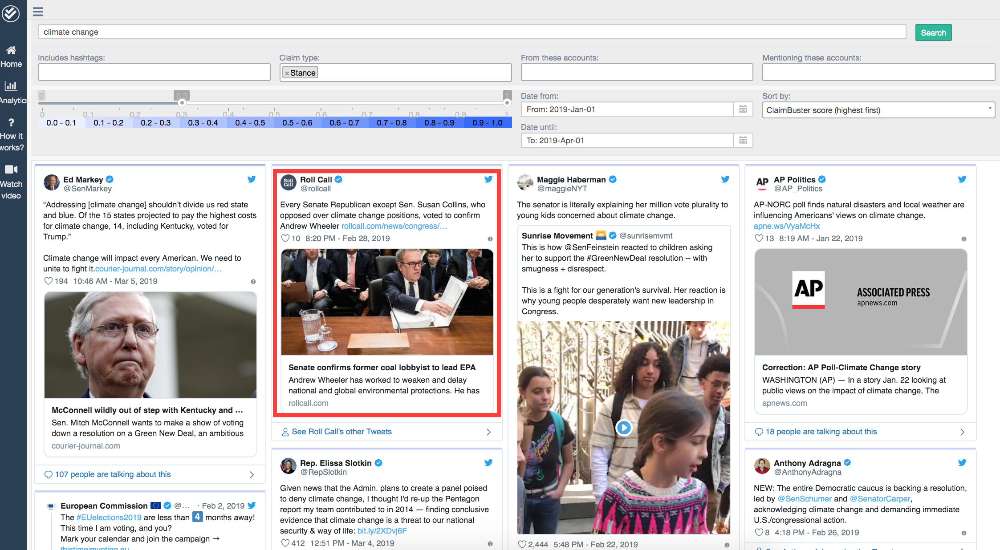 climate change
Search
Home
Analytics
How it
works?
Watch
video
Includes hashtags:
Claim type:
From these accounts:
Mentioning these accounts:
×Stance
0
0.3
1
0 0.1 0.2 0.3 0.4 0.5 0.6 0.7 0.8 0.9 1
0.0 - 0.1 0.1 - 0.2 0.2 - 0.3 0.3 - 0.4 0.4 - 0.5 0.5 - 0.6 0.6 - 0.7 0.7 - 0.8 0.8 - 0.9 0.9 - 1.0
Date from:
From: 2019-Jan-01
Date until:
To: 2019-Apr-01
Sort by:
ClaimBuster score (highest first)
Ed Markey
@SenMarkey
“Addressing [climate change] shouldn’t divide us red state
and blue. Of the 15 states projected to pay the highest costs
for climate change, 14, including Kentucky, voted for
Trump.”
Climate change will impact every American. We need to
unite to fight it.courier-journal.com/story/opinion/…
194 10:46 AM - Mar 5, 2019
McConnell wildly out of step with Kentucky and …
Sen. Mitch McConnell wants to make a show of voting
down a resolution on a Green New Deal, an ambitious
courier-journal.com
107 people are talking about this
European Commission @… · Feb 2, 2019
The #EUelections2019 are less than 4 months away!
This time I am voting, and you?
Mark your calendar and join the campaign →
thistimeimvoting.eu
Roll Call
Roll Call
@rollcall
Every Senate Republican except Sen. Susan Collins, who
opposed over climate change positions, voted to confirm
Andrew Wheeler rollcall.com/news/congress/…
10 8:20 PM - Feb 28, 2019
Senate confirms former coal lobbyist to lead EPA
Andrew Wheeler has worked to weaken and delay
national and global environmental protections. He has
rollcall.com
See Roll Call's other Tweets
Rep. Elissa Slotkin
@RepSlotkin
Given news that the Admin. plans to create a panel poised
to deny climate change, I thought I'd re-up the Pentagon
report my team contributed to in 2014 — finding conclusive
evidence that climate change is a threat to our national
security & way of life: bit.ly/2XDvj6F
412 12:51 PM - Mar 4, 2019
Maggie Haberman
@maggieNYT
The senator is literally explaining her million vote plurality to
young kids concerned about climate change.
Sunrise Movement @sunrisemvmt
This is how @SenFeinstein reacted to children asking
her to support the #GreenNewDeal resolution -- with
smugness + disrespect.
This is a fight for our generation's survival. Her reaction is
why young people desperately want new leadership in
Congress.
2,444 5:48 PM - Feb 22, 2019
AP
AP Politics
@AP_Politics
AP-NORC poll finds natural disasters and local weather are
influencing Americans' views on climate change.
apne.ws/VyaMcHx
13 8:19 AM - Jan 22, 2019
AP
ASSOCIATED PRESS
apnews.com
Correction: AP Poll-Climate Change story
WASHINGTON (AP) — In a story Jan. 22 looking at
public views on the impact of climate change, The
apnews.com
18 people are talking about this
Anthony Adragna
@AnthonyAdragna
NEW: The entire Democratic caucus is backing a resolution,
led by @SenSchumer and @SenatorCarper,
acknowledging climate change and demanding immediate
U.S./congressional action.
8 4:18 PM - Feb 26, 2019